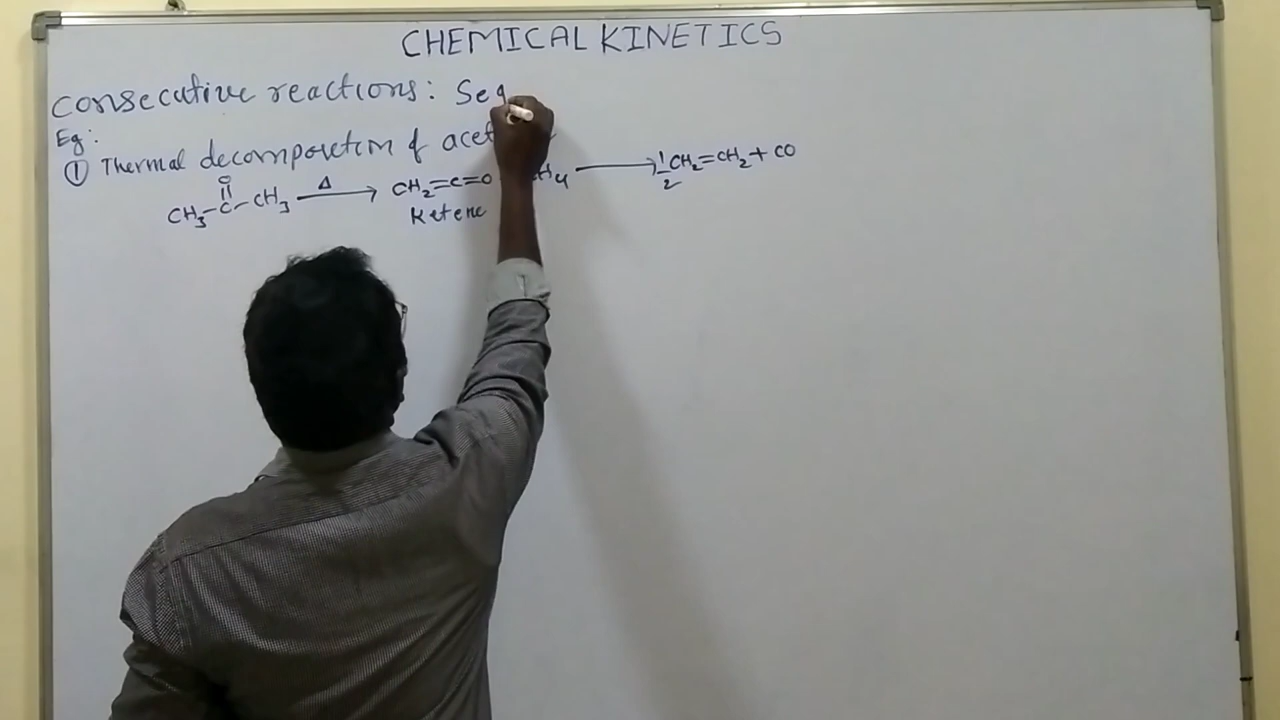 CHEMICAL KINETICS
Consecutive reactions: Seq
Eg:
① Thermal decomposition of acet
O
CH3-C-CH3 —Δ→ CH2=C=O H4 ⟶ 1/2 CH2=CH2 + CO
Ketene